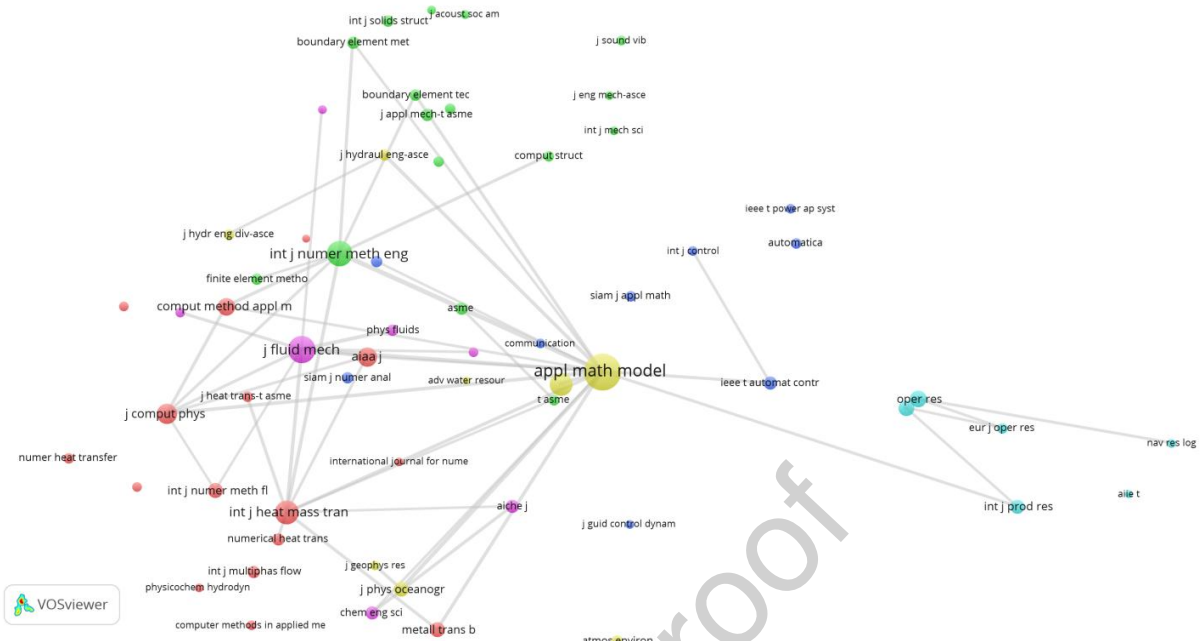 j acoust soc am
int j solids struct
boundary element met
j sound vib
boundary element tec
j eng mech-asce
j appl mech-t asme
int j mech sci
j hydraul eng-asce
comput struct
ieee t power ap syst
j hydr eng div-asce
automatica
int j control
int j numer meth eng
finite element metho
siam j appl math
comput method appl m
asme
phys fluids
communication
j fluid mech
aiaa j
appl math model
siam j numer anal
adv water resour
ieee t automat contr
j heat trans-t asme
t asme
oper res
j comput phys
eur j oper res
nav res log
numer heat transfer
international journal for nume
int j numer meth fl
aiie t
int j heat mass tran
aiche j
int j prod res
j guid control dynam
numerical heat trans
j geophys res
int j multiphas flow
physicochem hydrodyn
j phys oceanogr
VOSviewer
chem eng sci
computer methods in applied me
metall trans b
atmos environ
roof